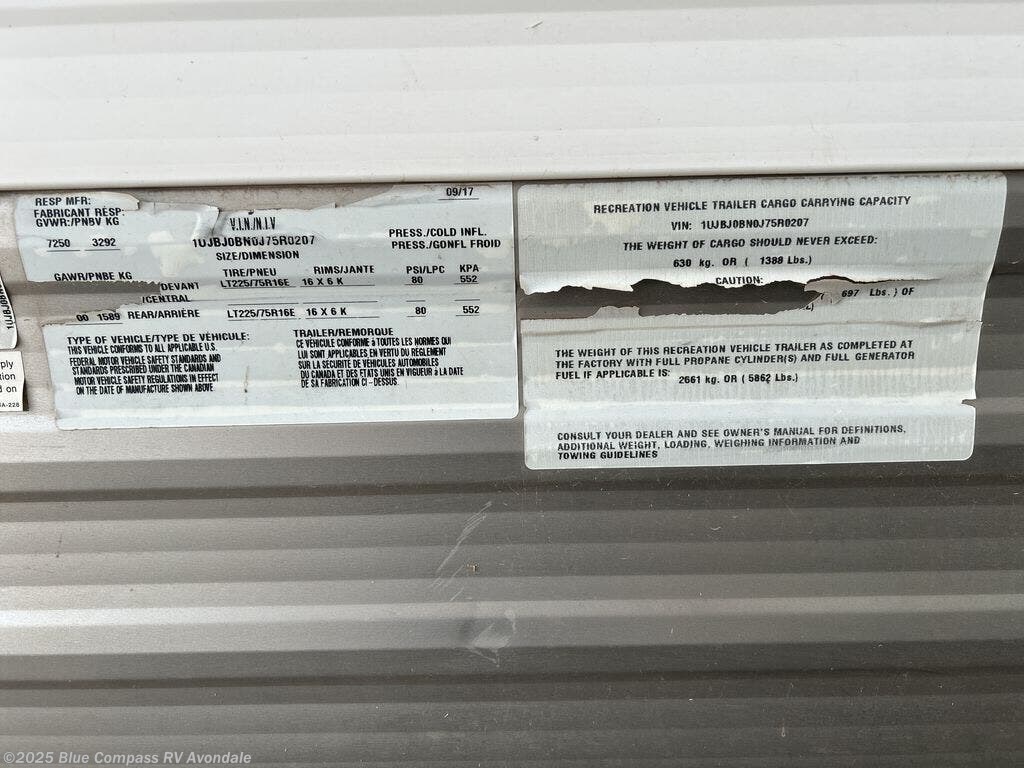 RESP MFR:
09/17
FABRICANT RESP:
GVWR:/PNBV KG
V.I.N./N.I.V
7250 3292
1UJBJ0BN0J75R0207
PRESS./COLD INFL.
SIZE/DIMENSION
PRESS./GONFL FROID
GAWR/PNBE KG
TIRE/PNEU RIMS/JANTE PSI/LPC KPA
DEVANT LT225/75R16E 16 X 6 K 80 552
/CENTRAL
00 1589 REAR/ARRIÈRE LT225/75R16E 16 X 6 K 80 552
TYPE OF VEHICLE/TYPE DE VÉHICULE:
THIS VEHICLE CONFORMS TO ALL APPLICABLE U.S.
FEDERAL MOTOR VEHICLE SAFETY STANDARDS AND
STANDARDS PRESCRIBED UNDER THE CANADIAN
MOTOR VEHICLE SAFETY REGULATIONS IN EFFECT
ON THE DATE OF MANUFACTURE SHOWN ABOVE
TRAILER/REMORQUE
CE VÉHICULE CONFORME À TOUTES LES NORMES QUI
LUI SONT APPLICABLES EN VERTU DU RÈGLEMENT
SUR LA SÉCURITÉ DE VÉHICULES AUTOMOBILES
DU CANADA ET DES ÉTATS UNIS EN VIGUEUR À LA DATE
DE SA FABRICATION CI - DESSUS.
RECREATION VEHICLE TRAILER CARGO CARRYING CAPACITY
VIN: 1UJBJ0BN0J75R0207
THE WEIGHT OF CARGO SHOULD NEVER EXCEED:
630 kg. OR ( 1388 Lbs.)
CAUTION:
697 Lbs. ) OF
THE WEIGHT OF THIS RECREATION VEHICLE TRAILER AS COMPLETED AT
THE FACTORY WITH FULL PROPANE CYLINDER(S) AND FULL GENERATOR
FUEL IF APPLICABLE IS: 2661 kg. OR ( 5862 Lbs.)
CONSULT YOUR DEALER AND SEE OWNER'S MANUAL FOR DEFINITIONS,
ADDITIONAL WEIGHT, LOADING, WEIGHING INFORMATION AND
TOWING GUIDELINES
©2025 Blue Compass RV Avondale